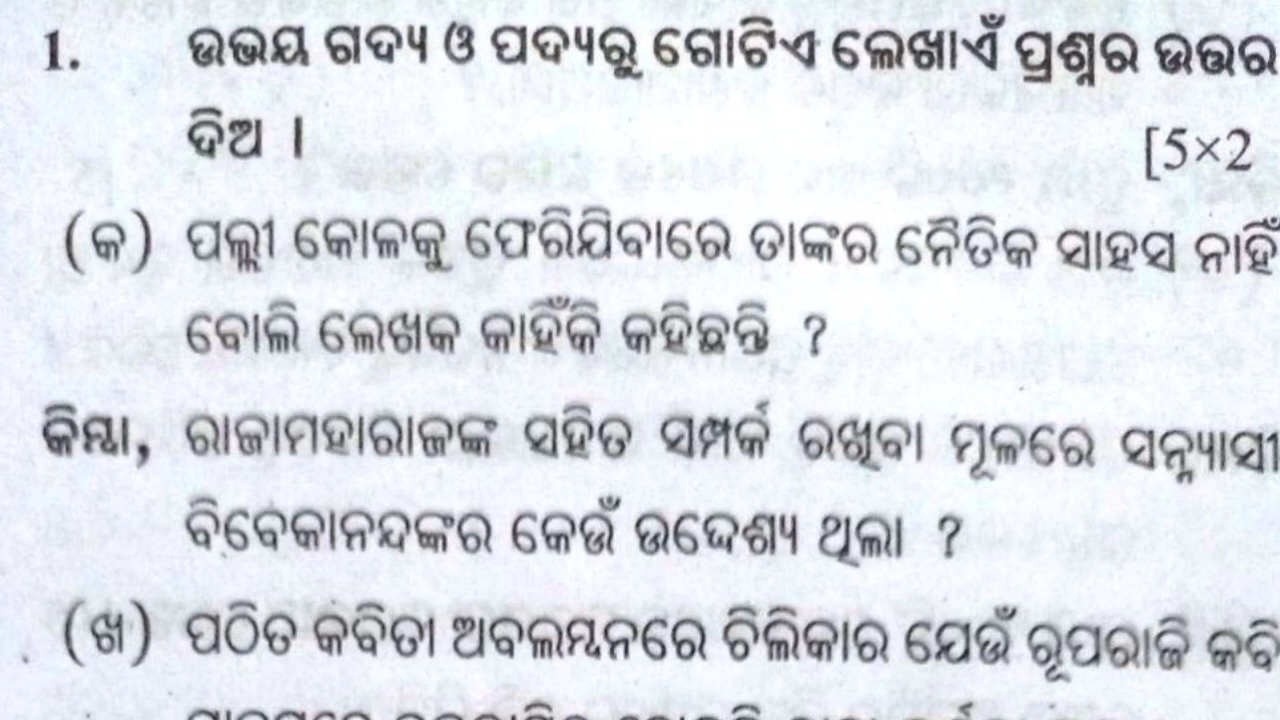 1. ଉଭୟ ଗଦ୍ୟ ଓ ପଦ୍ୟରୁ ଗୋଟିଏ ଲେଖାଏଁ ପ୍ରଶ୍ନର ଉତ୍ତର
ଦିଅ । [5×2
(କ) ପଲ୍ଲୀ କୋଳକୁ ଫେରିଯିବାରେ ତାଙ୍କର ନୈତିକ ସାହସ ନାହିଁ
ବୋଲି ଲେଖକ କାହିଁକି କହିଛନ୍ତି ?
କିମ୍ବା, ରାଜାମହାରାଜଙ୍କ ସହିତ ସମ୍ପର୍କ ରଖିବା ମୂଳରେ ସନ୍ନ୍ୟାସୀ
ବିବେକାନନ୍ଦଙ୍କର କେଉଁ ଉଦ୍ଦେଶ୍ୟ ଥିଲା ?
(ଖ) ପଠିତ କବିତା ଅବଲମ୍ବନରେ ଚିଲିକାର ଯେଉଁ ରୂପରାଜି କବି